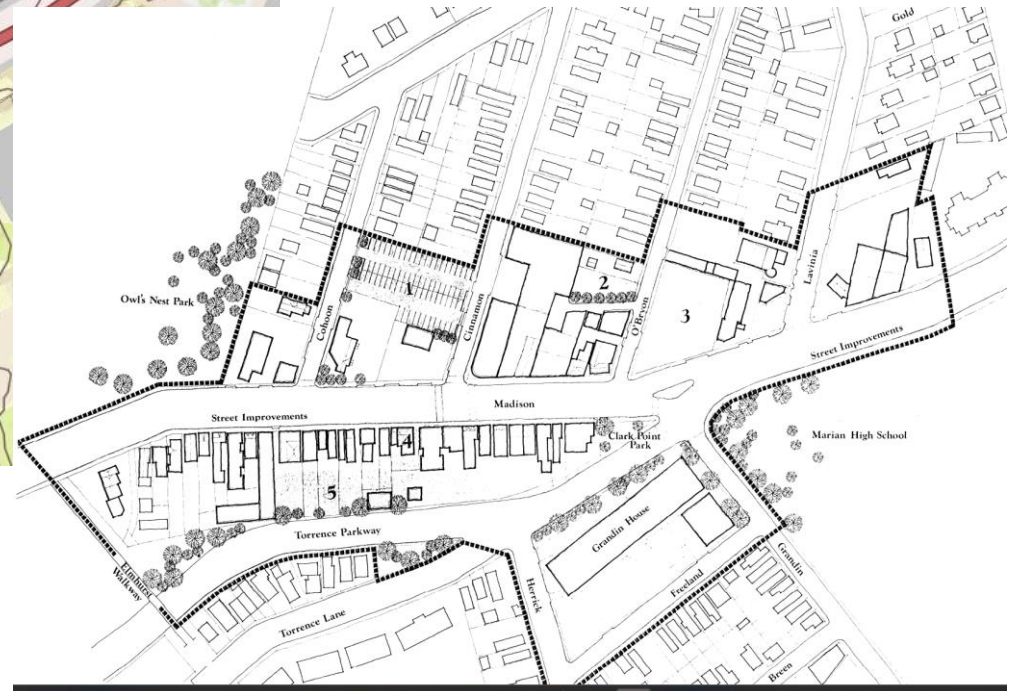 Gold
Owl's Nest Park
Cohoon
1
Cinnamon
2
O'Bryon
3
Lavinia
Street Improvements
Madison
Street Improvements
4
Clark Point
Park
Marian High School
5
Grandin House
Torrence Parkway
Elmhurst
Walkway
Herrick
Freeland
Grandin
Torrence Lane
Breen